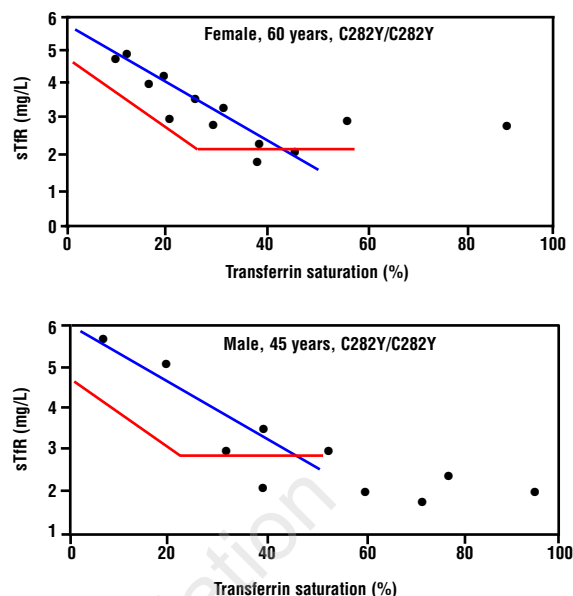 Female, 60 years, C282Y/C282Y
6
5
4
3
2
1
0
sTfR (mg/L)
0 20 40 60 80 100
Transferrin saturation (%)
Male, 45 years, C282Y/C282Y
6
5
4
3
2
1
sTfR (mg/L)
0 20 40 60 80 100
Transferrin saturation (%)
ation